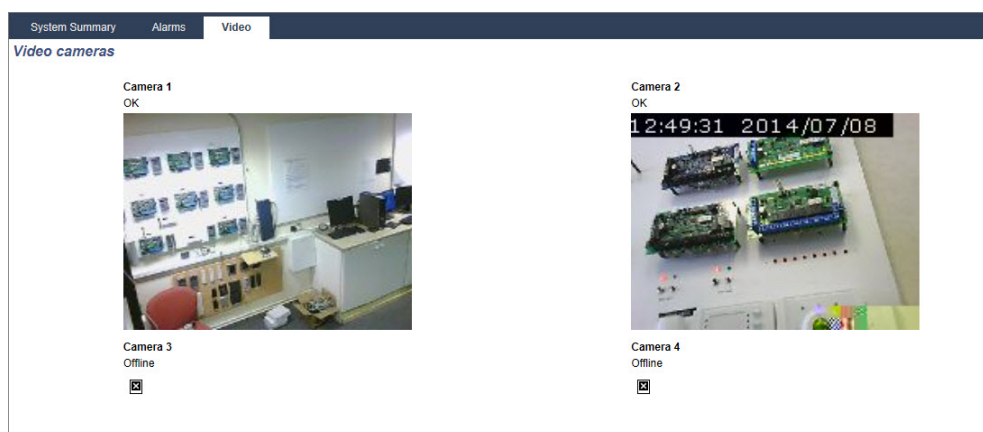 System Summary Alarms Video
Video cameras
Camera 1
OK
Camera 2
OK
12:49:31 2014/07/08
Camera 3
Offline
Camera 4
Offline